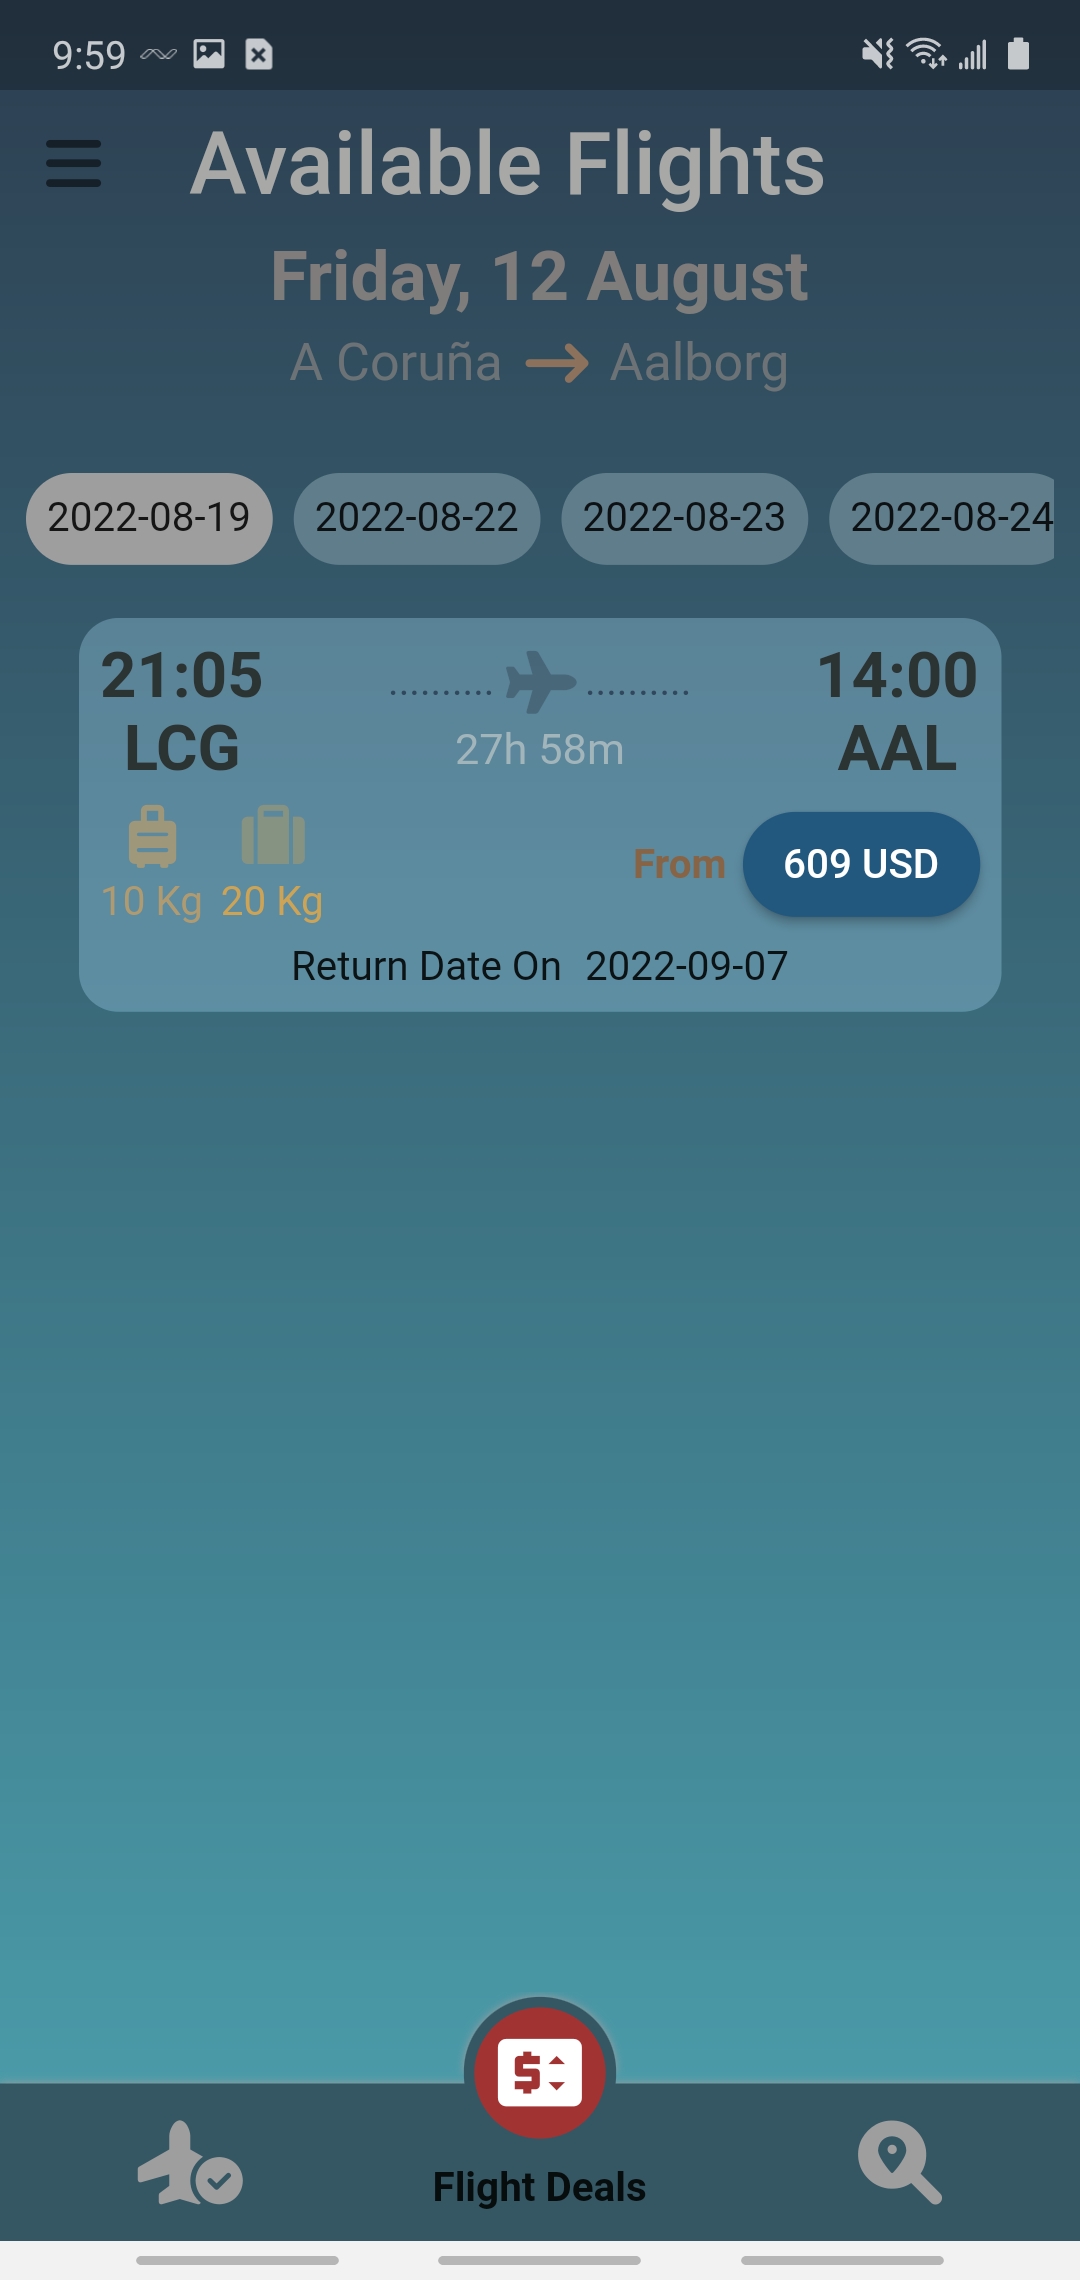 9:59
Available Flights
Friday, 12 August
A Coruña Aalborg
2022-08-19 2022-08-22 2022-08-23 2022-08-24
21:05 14:00
LCG 27h 58m AAL
10 Kg 20 Kg From 609 USD
Return Date On 2022-09-07
Flight Deals